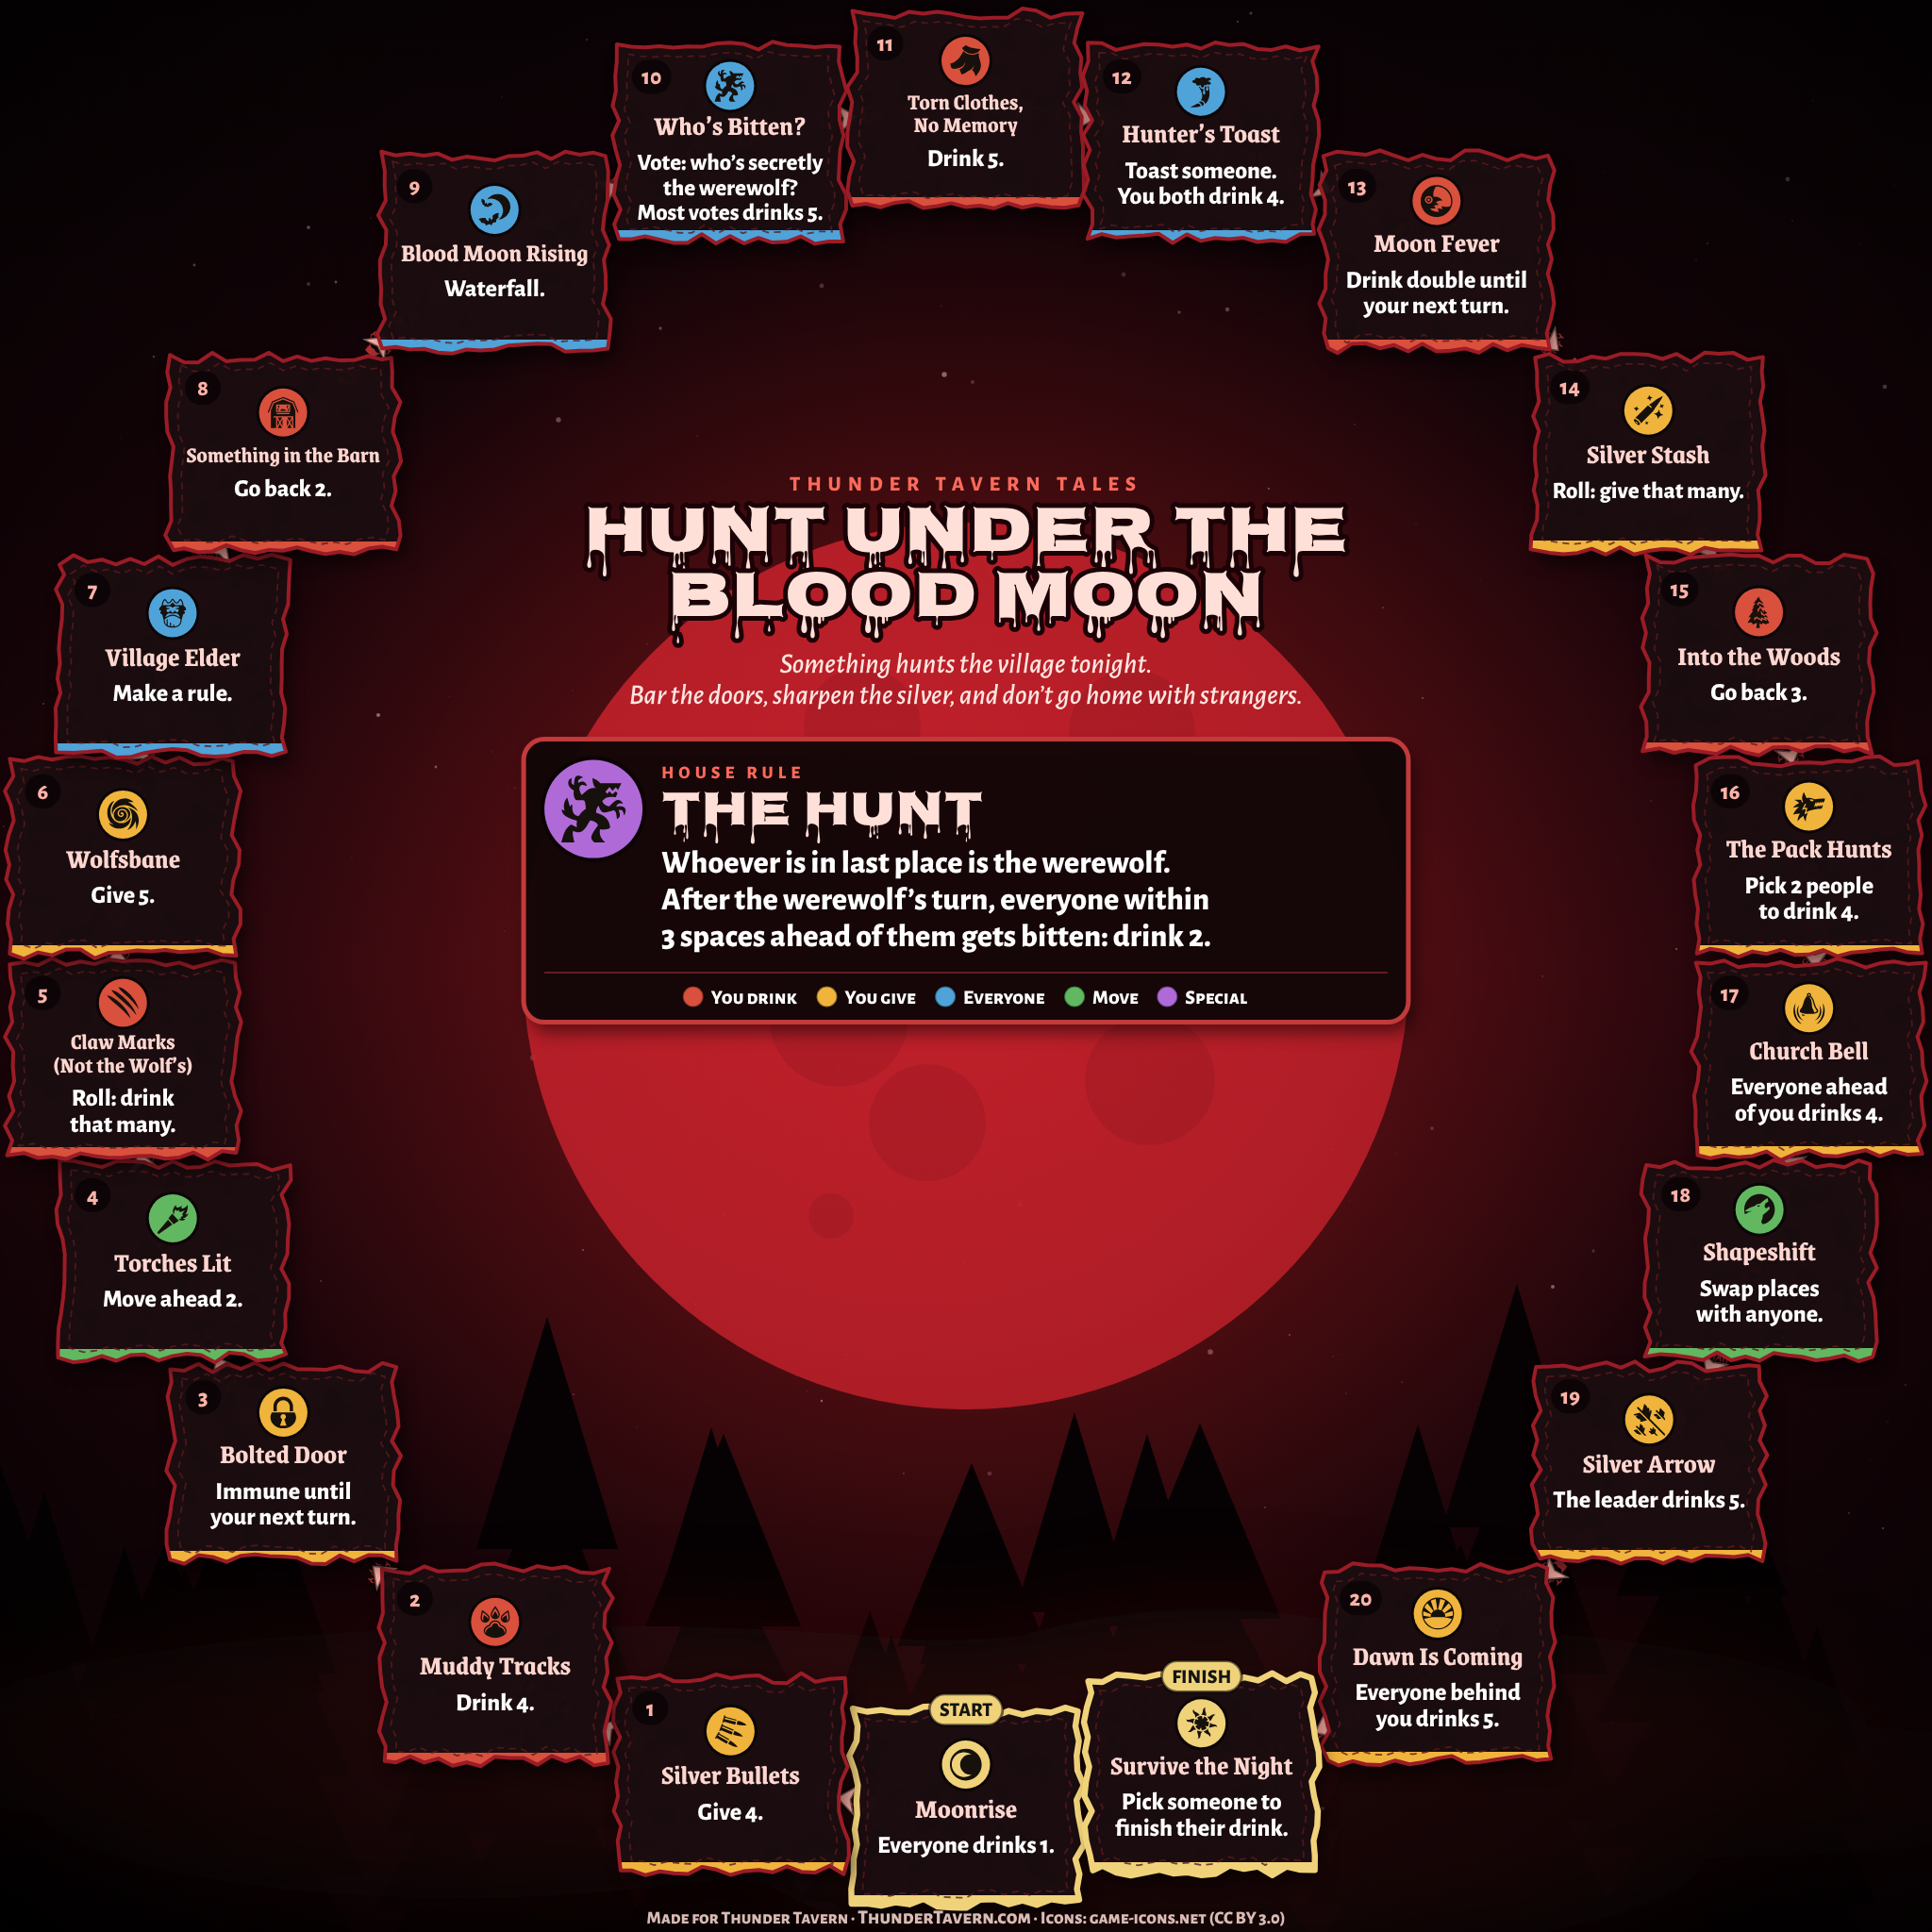 THUNDER TAVERN TALES
HUNT UNDER THE
BLOOD MOON
Something hunts the village tonight.
Bar the doors, sharpen the silver, and don't go home with strangers.
HOUSE RULE
THE HUNT
Whoever is in last place is the werewolf.
After the werewolf's turn, everyone within
3 spaces ahead of them gets bitten: drink 2.
You drink
You give
Everyone
Move
Special
START
Moonrise
Everyone drinks 1.
1
Silver Bullets
Give 4.
2
Muddy Tracks
Drink 4.
3
Bolted Door
Immune until
your next turn.
4
Torches Lit
Move ahead 2.
5
Claw Marks
(Not the Wolf's)
Roll: drink
that many.
6
Wolfsbane
Give 5.
7
Village Elder
Make a rule.
8
Something in the Barn
Go back 2.
9
Blood Moon Rising
Waterfall.
10
Who's Bitten?
Vote: who's secretly
the werewolf?
Most votes drinks 5.
11
Torn Clothes,
No Memory
Drink 5.
12
Hunter's Toast
Toast someone.
You both drink 4.
13
Moon Fever
Drink double until
your next turn.
14
Silver Stash
Roll: give that many.
15
Into the Woods
Go back 3.
16
The Pack Hunts
Pick 2 people
to drink 4.
17
Church Bell
Everyone ahead
of you drinks 4.
18
Shapeshift
Swap places
with anyone.
19
Silver Arrow
The leader drinks 5.
20
Dawn Is Coming
Everyone behind
you drinks 5.
FINISH
Survive the Night
Pick someone to
finish their drink.
Made for Thunder Tavern · ThunderTavern.com · Icons: game-icons.net (CC BY 3.0)